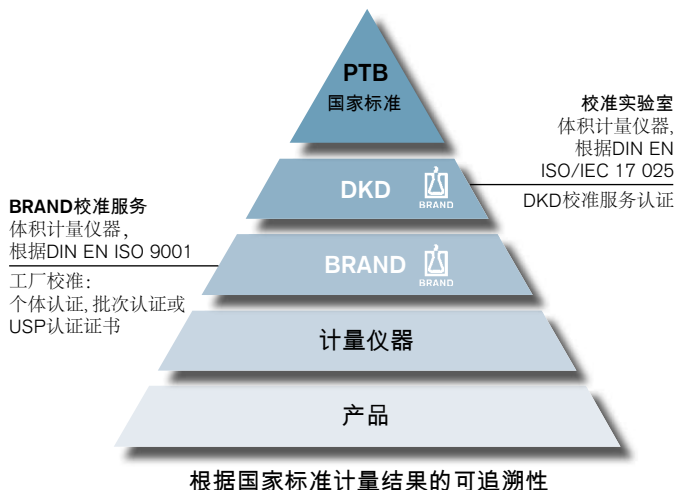 PTB
国家标准
校准实验室
体积计量仪器,
根据DIN EN
ISO/IEC 17 025
DKD校准服务认证
DKD
BRAND
BRAND校准服务
体积计量仪器，
根据DIN EN ISO 9001
工厂校准：
个体认证, 批次认证或
USP认证证书
BRAND
BRAND
计量仪器
产品
根据国家标准计量结果的可追溯性